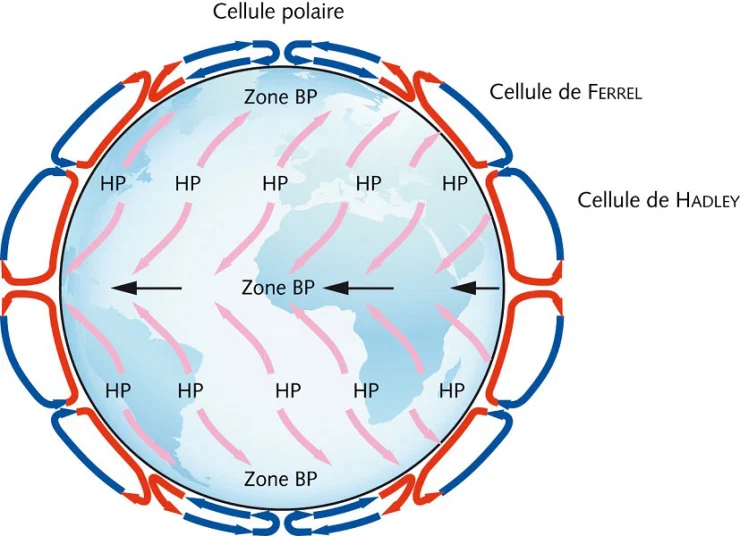 Cellule polaire
Zone BP
Cellule de FERREL
HP HP HP HP HP
Cellule de HADLEY
Zone BP
HP HP HP HP HP
Zone BP